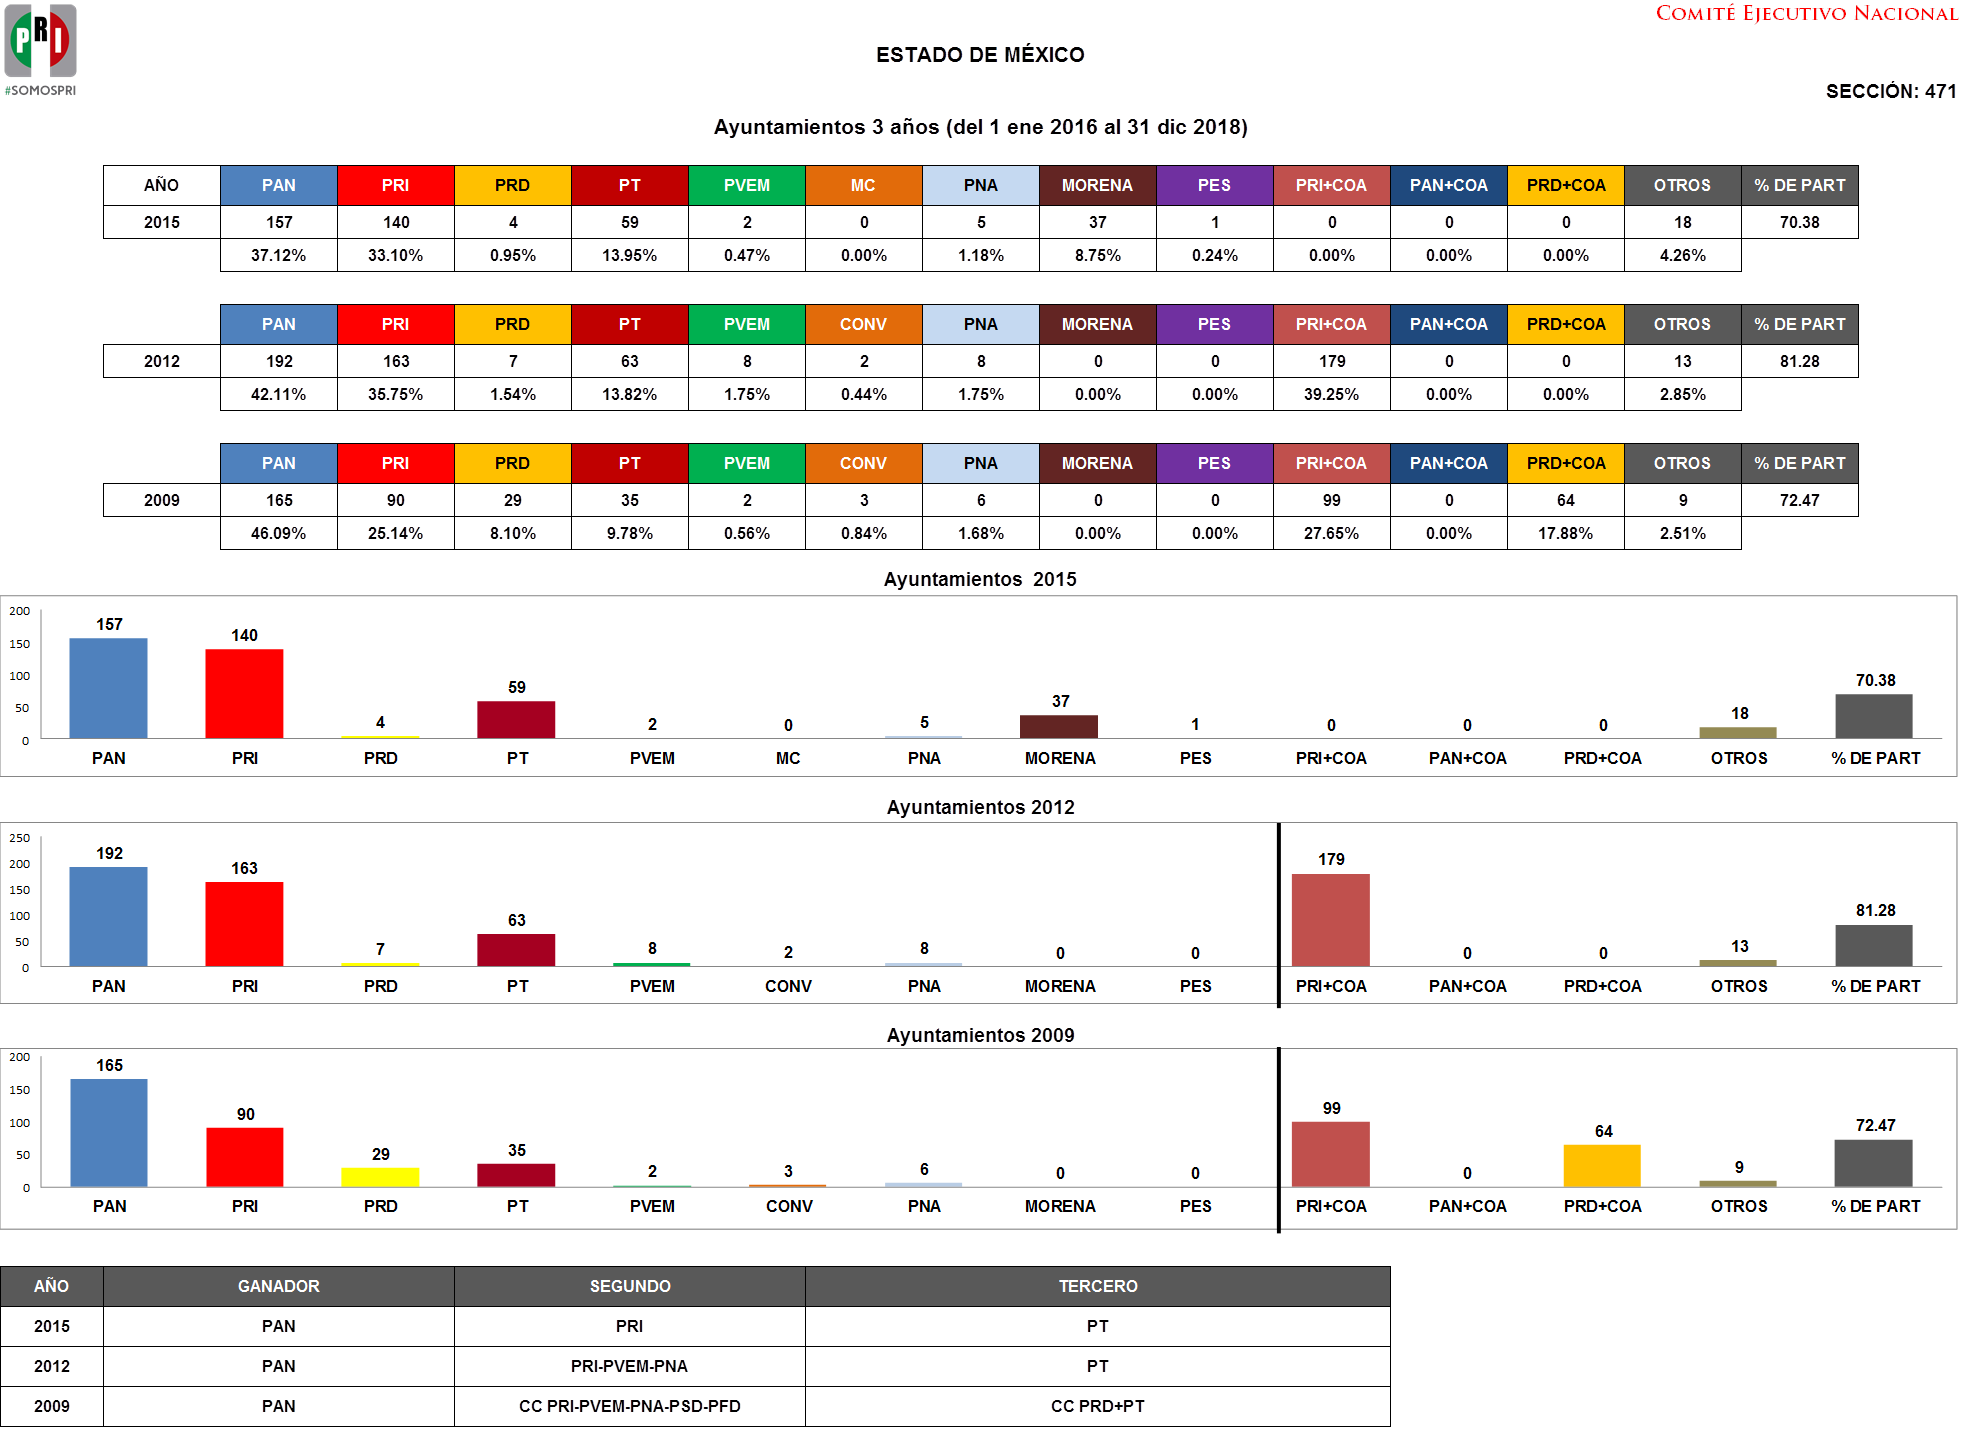 PRI
#SOMOSPRI
COMITÉ EJECUTIVO NACIONAL
ESTADO DE MÉXICO
SECCIÓN: 471
Ayuntamientos 3 años (del 1 ene 2016 al 31 dic 2018)
AÑO PAN PRI PRD PT PVEM MC PNA MORENA PES PRI+COA PAN+COA PRD+COA OTROS % DE PART
2015 157 140 4 59 2 0 5 37 1 0 0 0 18 70.38
37.12% 33.10% 0.95% 13.95% 0.47% 0.00% 1.18% 8.75% 0.24% 0.00% 0.00% 0.00% 4.26%
PAN PRI PRD PT PVEM CONV PNA MORENA PES PRI+COA PAN+COA PRD+COA OTROS % DE PART
2012 192 163 7 63 8 2 8 0 0 179 0 0 13 81.28
42.11% 35.75% 1.54% 13.82% 1.75% 0.44% 1.75% 0.00% 0.00% 39.25% 0.00% 0.00% 2.85%
PAN PRI PRD PT PVEM CONV PNA MORENA PES PRI+COA PAN+COA PRD+COA OTROS % DE PART
2009 165 90 29 35 2 3 6 0 0 99 0 64 9 72.47
46.09% 25.14% 8.10% 9.78% 0.56% 0.84% 1.68% 0.00% 0.00% 27.65% 0.00% 17.88% 2.51%
Ayuntamientos 2015
200
150
100
50
0
157 140 4 59 2 0 5 37 1 0 0 0 18 70.38
PAN PRI PRD PT PVEM MC PNA MORENA PES PRI+COA PAN+COA PRD+COA OTROS % DE PART
Ayuntamientos 2012
250
200
150
100
50
0
192 163 7 63 8 2 8 0 0 179 0 0 13 81.28
PAN PRI PRD PT PVEM CONV PNA MORENA PES PRI+COA PAN+COA PRD+COA OTROS % DE PART
Ayuntamientos 2009
200
150
100
50
0
165 90 29 35 2 3 6 0 0 99 0 64 9 72.47
PAN PRI PRD PT PVEM CONV PNA MORENA PES PRI+COA PAN+COA PRD+COA OTROS % DE PART
AÑO GANADOR SEGUNDO TERCERO
2015 PAN PRI PT
2012 PAN PRI-PVEM-PNA PT
2009 PAN CC PRI-PVEM-PNA-PSD-PFD CC PRD+PT